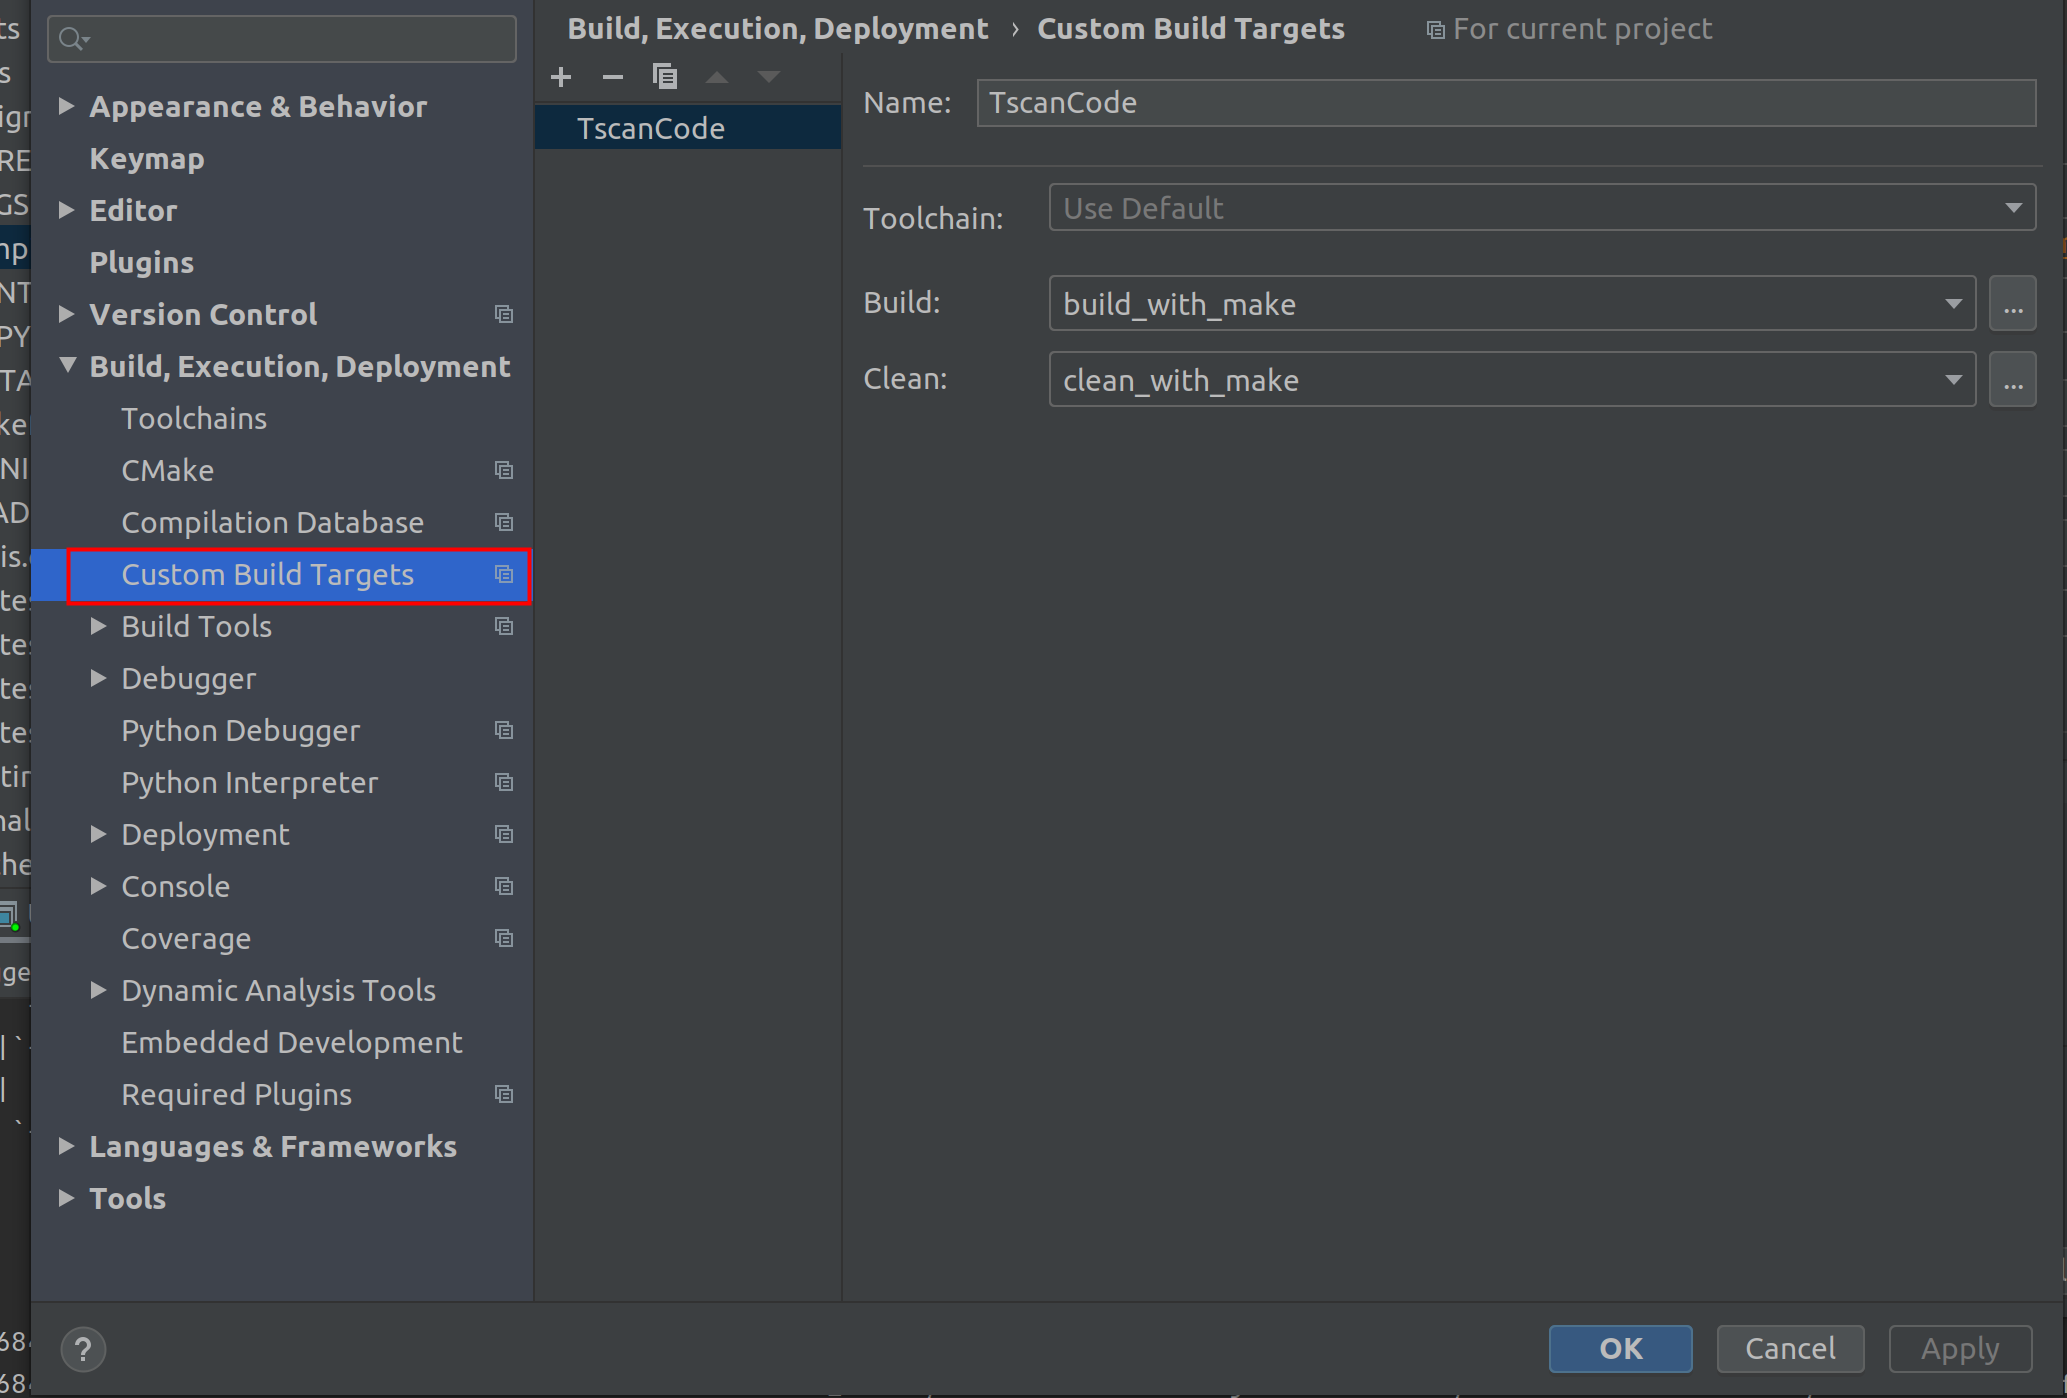 Build, Execution, Deployment › Custom Build Targets
For current project
Appearance & Behavior
Keymap
Editor
Plugins
Version Control
Build, Execution, Deployment
Toolchains
CMake
Compilation Database
Custom Build Targets
Build Tools
Debugger
Python Debugger
Python Interpreter
Deployment
Console
Coverage
Dynamic Analysis Tools
Embedded Development
Required Plugins
Languages & Frameworks
Tools
TscanCode
Name: TscanCode
Toolchain: Use Default
Build: build_with_make ...
Clean: clean_with_make ...
?
OK
Cancel
Apply